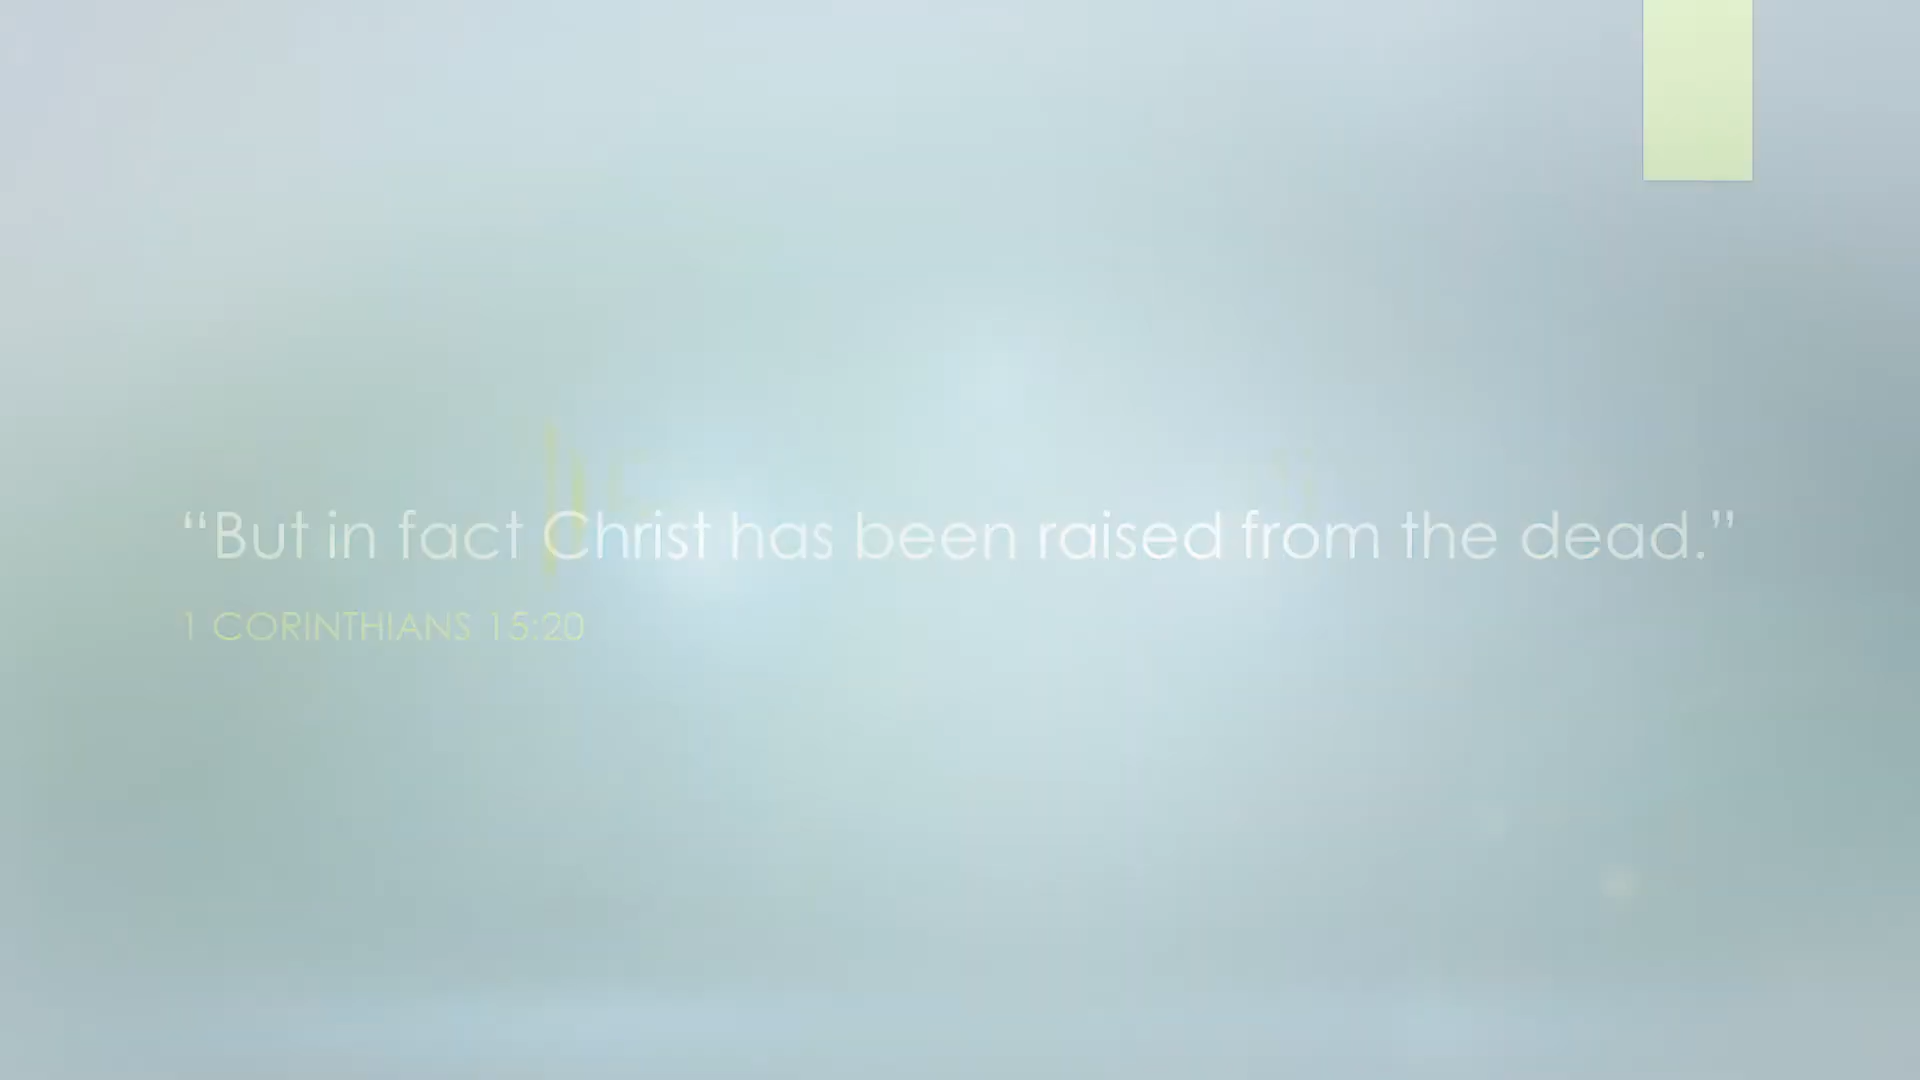 “But in fact Christ has been raised from the dead.”
1 CORINTHIANS 15:20